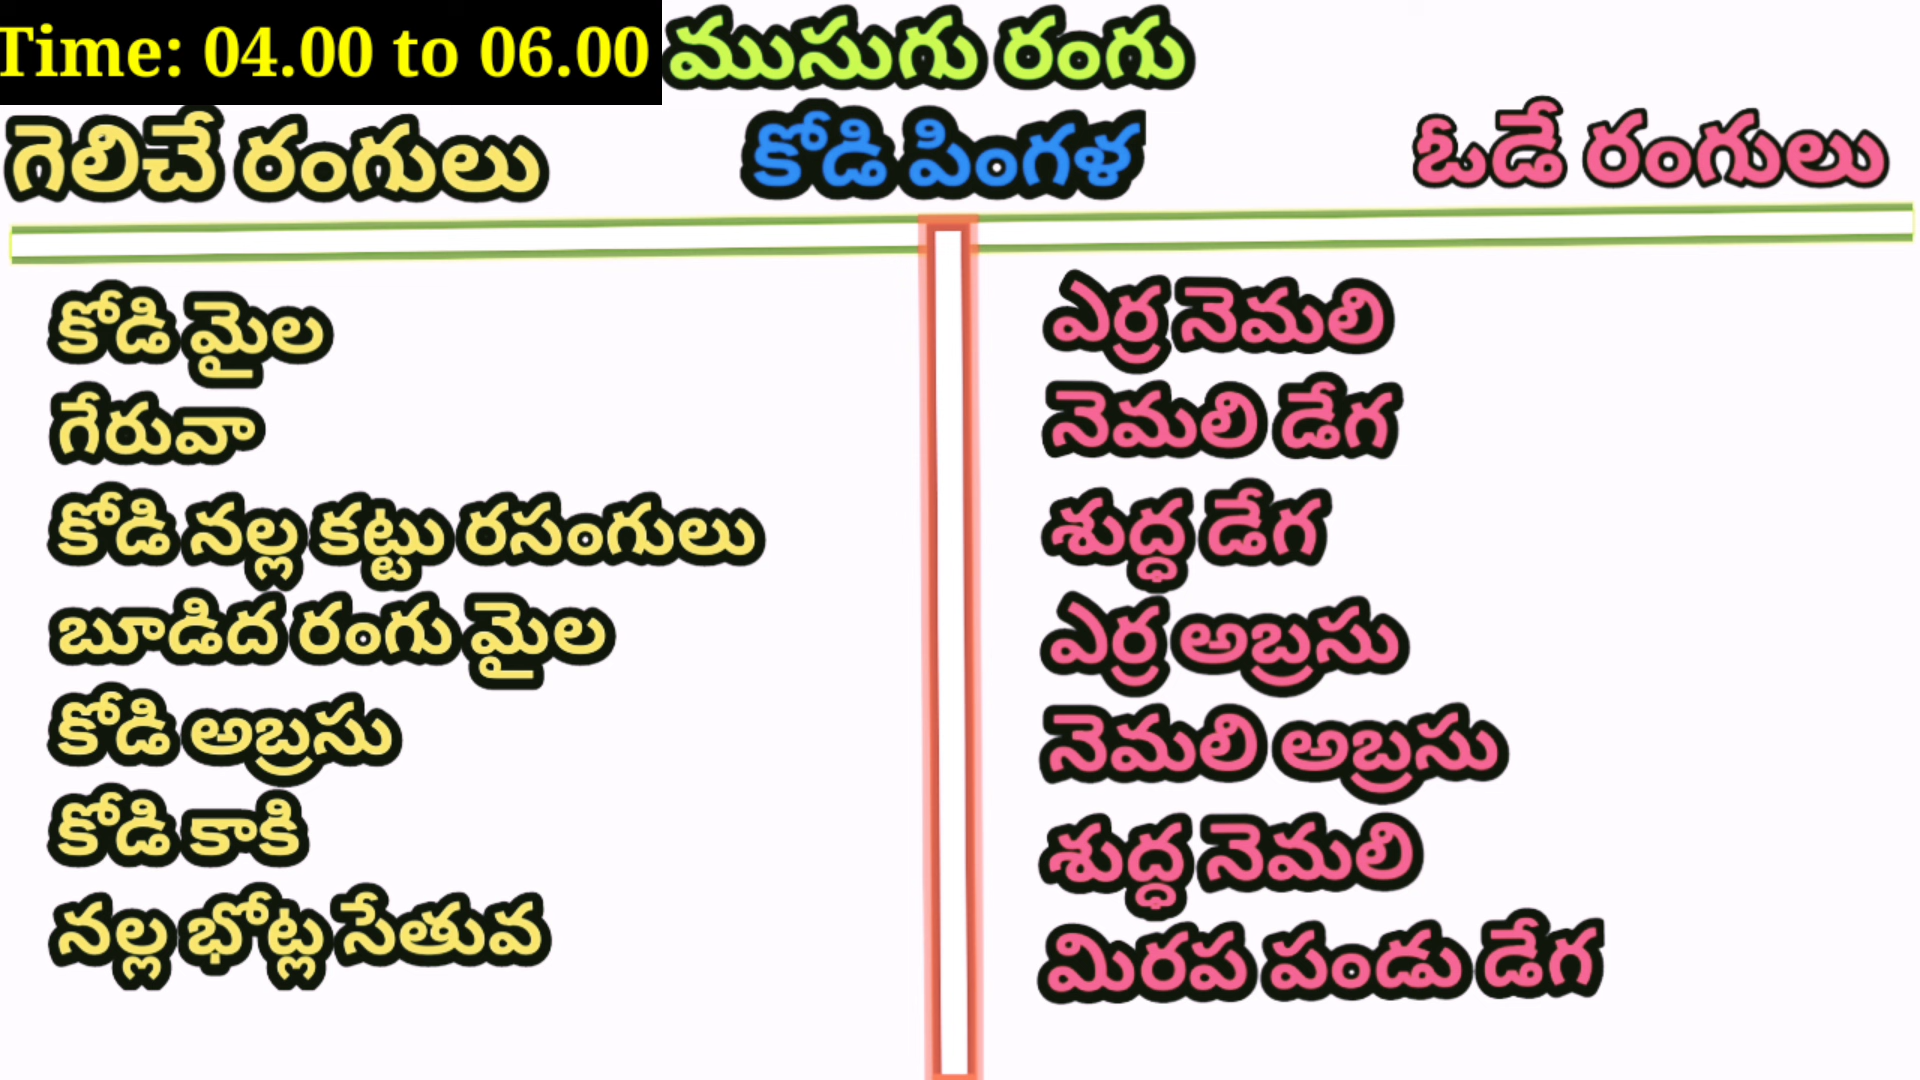 Time: 04.00 to 06.00 ముసుగు రంగు
గెలిచే రంగులు కోడి పింగళ ఓడే రంగులు
కోడి మైల
గేరువా
కోడి నల్ల కట్టు రసంగులు
బూడిద రంగు మైల
కోడి అబ్రసు
కోడి కాకి
నల్ల భోట్ల సేతువ
ఎర్ర నెమలి
నెమలి డేగ
శుద్ధ డేగ
ఎర్ర అబ్రసు
నెమలి అబ్రసు
శుద్ధ నెమలి
మిరప పండు డేగ